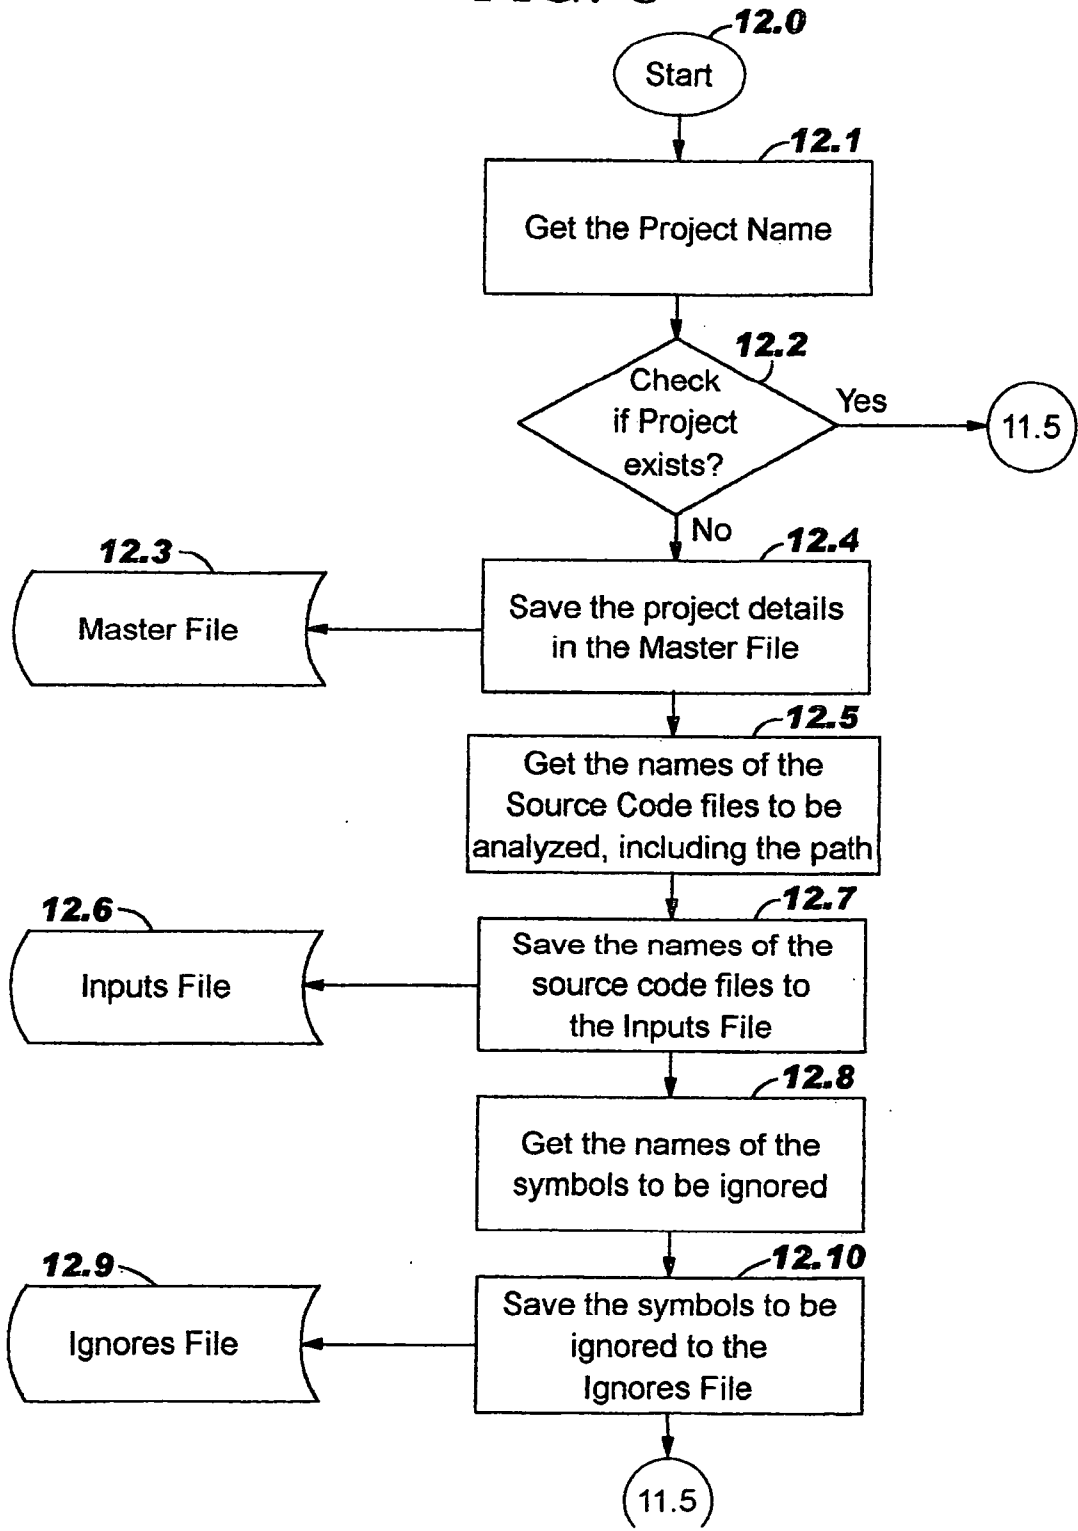 12.0
Start
12.1
Get the Project Name
12.2
Check
if Project
exists?
Yes
11.5
No
12.3
Master File
12.4
Save the project details
in the Master File
12.5
Get the names of the
Source Code files to be
analyzed, including the path
12.6
Inputs File
12.7
Save the names of the
source code files to
the Inputs File
12.8
Get the names of the
symbols to be ignored
12.9
Ignores File
12.10
Save the symbols to be
ignored to the
Ignores File
11.5